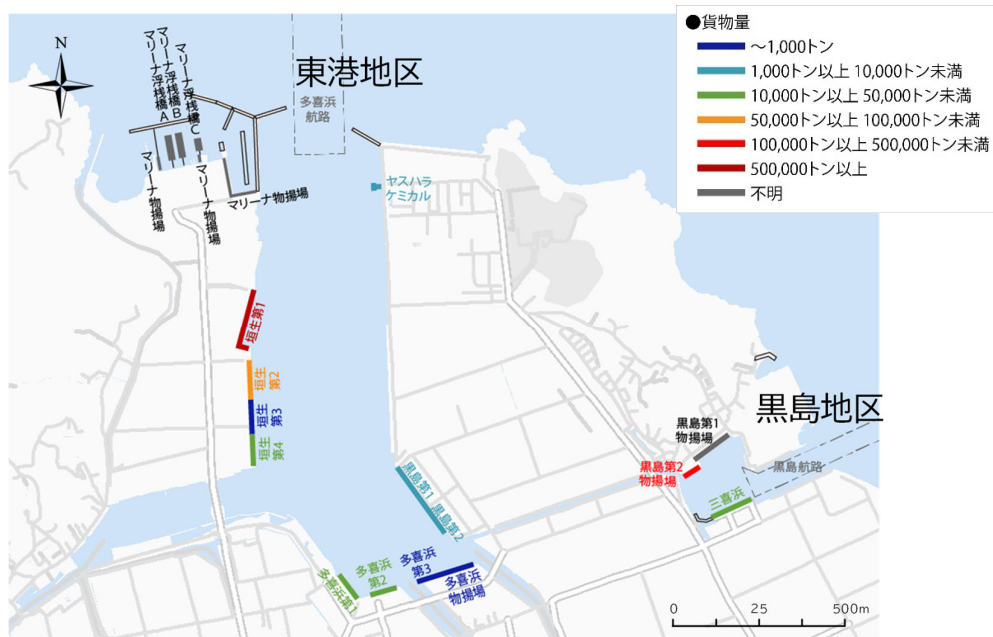 ●貨物量
～1,000トン
1,000トン以上 10,000トン未満
10,000トン以上 50,000トン未満
50,000トン以上 100,000トン未満
100,000トン以上 500,000トン未満
500,000トン以上
不明
N
東港地区
多喜浜
航路
マリーナ浮桟橋A
マリーナ浮桟橋B
マリーナ浮桟橋C
マリーナ物揚場
マリーナ物揚場
マリーナ物揚場
ヤスハラ
ケミカル
垣生第1
垣生
第2
垣生
第3
垣生
第4
黒島地区
黒島第1
物揚場
黒島第2
物揚場
黒島航路
三喜浜
黒島第1
黒島第2
多喜浜
第3
多喜浜
第2
多喜浜第1
多喜浜
物揚場
0 25 500m